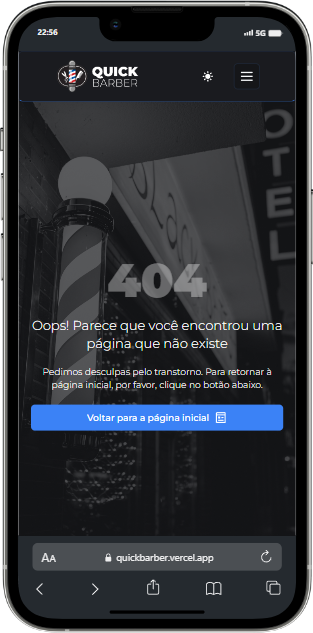 22:56
5G
QUICK
BARBER
OTEL
404
Oops! Parece que você encontrou uma
página que não existe
Pedimos desculpas pelo transtorno. Para retornar à
página inicial, por favor, clique no botão abaixo.
Voltar para a página inicial
AA
quickbarber.vercel.app